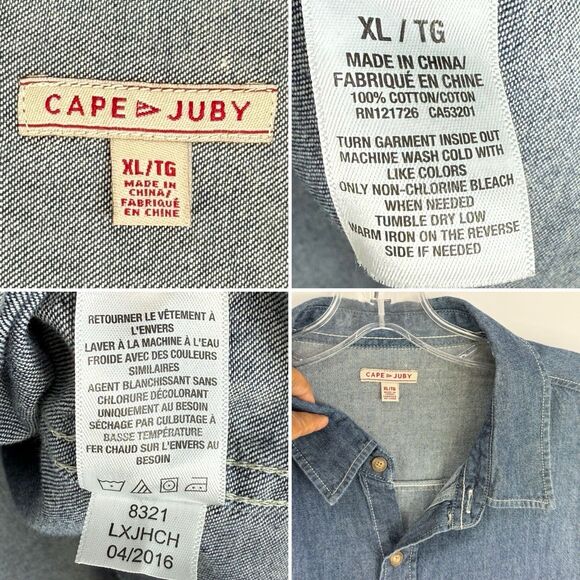 CAPE JUBY
XL/TG
MADE IN
CHINA/
FABRIQUÉ
EN CHINE
XL / TG
MADE IN CHINA/
FABRIQUÉ EN CHINE
100% COTTON/COTON
RN121726 CA53201
TURN GARMENT INSIDE OUT
MACHINE WASH COLD WITH
LIKE COLORS
ONLY NON-CHLORINE BLEACH
WHEN NEEDED
TUMBLE DRY LOW
WARM IRON ON THE REVERSE
SIDE IF NEEDED
RETOURNER LE VÊTEMENT À
L'ENVERS
LAVER À LA MACHINE À L'EAU
FROIDE AVEC DES COULEURS
SIMILAIRES
AGENT BLANCHISSANT SANS
CHLORURE DÉCOLORANT
UNIQUEMENT AU BESOIN
SÉCHAGE PAR CULBUTAGE À
BASSE TEMPÉRATURE
FER CHAUD SUR L'ENVERS AU
BESOIN
8321
LXJHCH
04/2016
CAPE JUBY
XL/TG